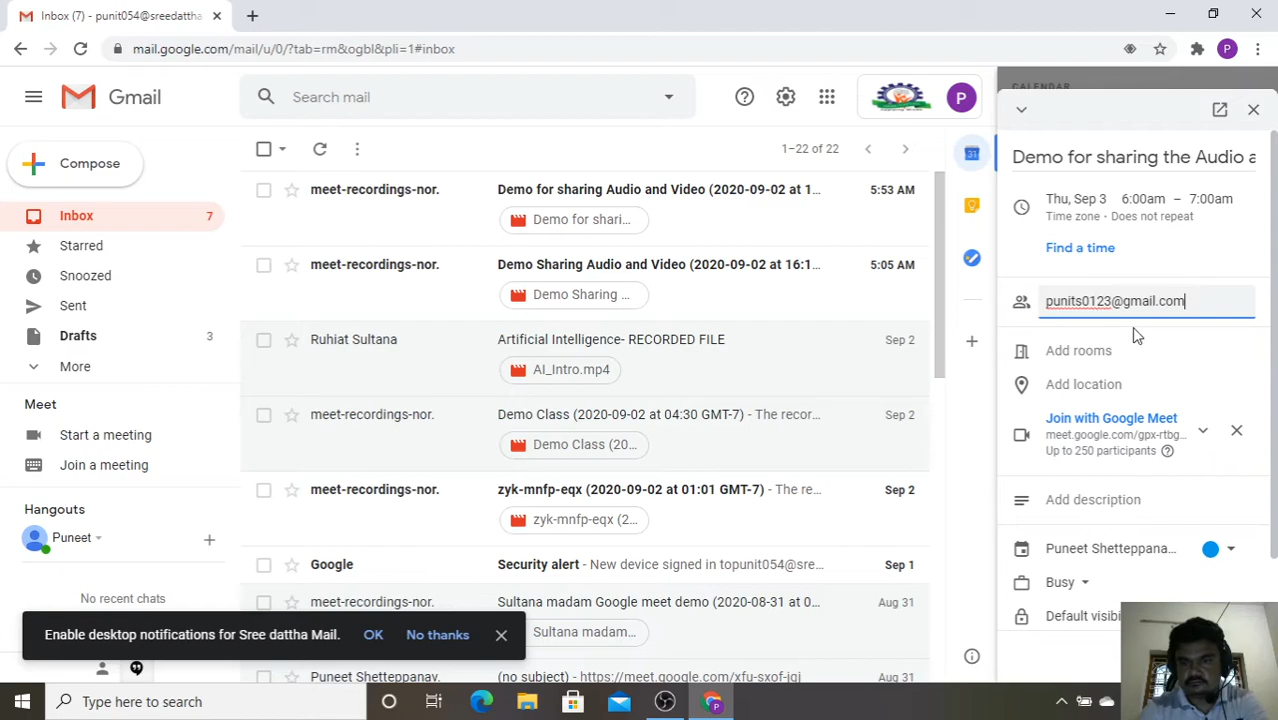 Inbox (7) - punit054@sreedattha
mail.google.com/mail/u/0/?tab=rm&ogbl&pli=1#inbox
P
Gmail
Search mail
P
CALENDAR
Compose
1–22 of 22
31
Demo for sharing the Audio a
Inbox 7
Starred
Snoozed
Sent
Drafts 3
More
meet-recordings-nor. Demo for sharing Audio and Video (2020-09-02 at 1... 5:53 AM
Demo for shari...
meet-recordings-nor. Demo Sharing Audio and Video (2020-09-02 at 16:1... 5:05 AM
Demo Sharing ...
Ruhiat Sultana Artificial Intelligence- RECORDED FILE Sep 2
AI_Intro.mp4
meet-recordings-nor. Demo Class (2020-09-02 at 04:30 GMT-7) - The recor... Sep 2
Demo Class (20...
meet-recordings-nor. zyk-mnfp-eqx (2020-09-02 at 01:01 GMT-7) - The re... Sep 2
zyk-mnfp-eqx (2...
Google Security alert - New device signed in topunit054@sre... Sep 1
meet-recordings-nor. Sultana madam Google meet demo (2020-08-31 at 0... Aug 31
Sultana madam...
Puneet Shetteppanav. (no subject) - https://meet.google.com/xfu-sxof-jgj Aug 31
Meet
Start a meeting
Join a meeting
Hangouts
Puneet
No recent chats
Enable desktop notifications for Sree dattha Mail. OK No thanks
Thu, Sep 3 6:00am – 7:00am
Time zone · Does not repeat
Find a time
punits0123@gmail.com
Add rooms
Add location
Join with Google Meet
meet.google.com/gpx-rtbg...
Up to 250 participants
Add description
Puneet Shetteppana...
Busy
Default visibi
Type here to search